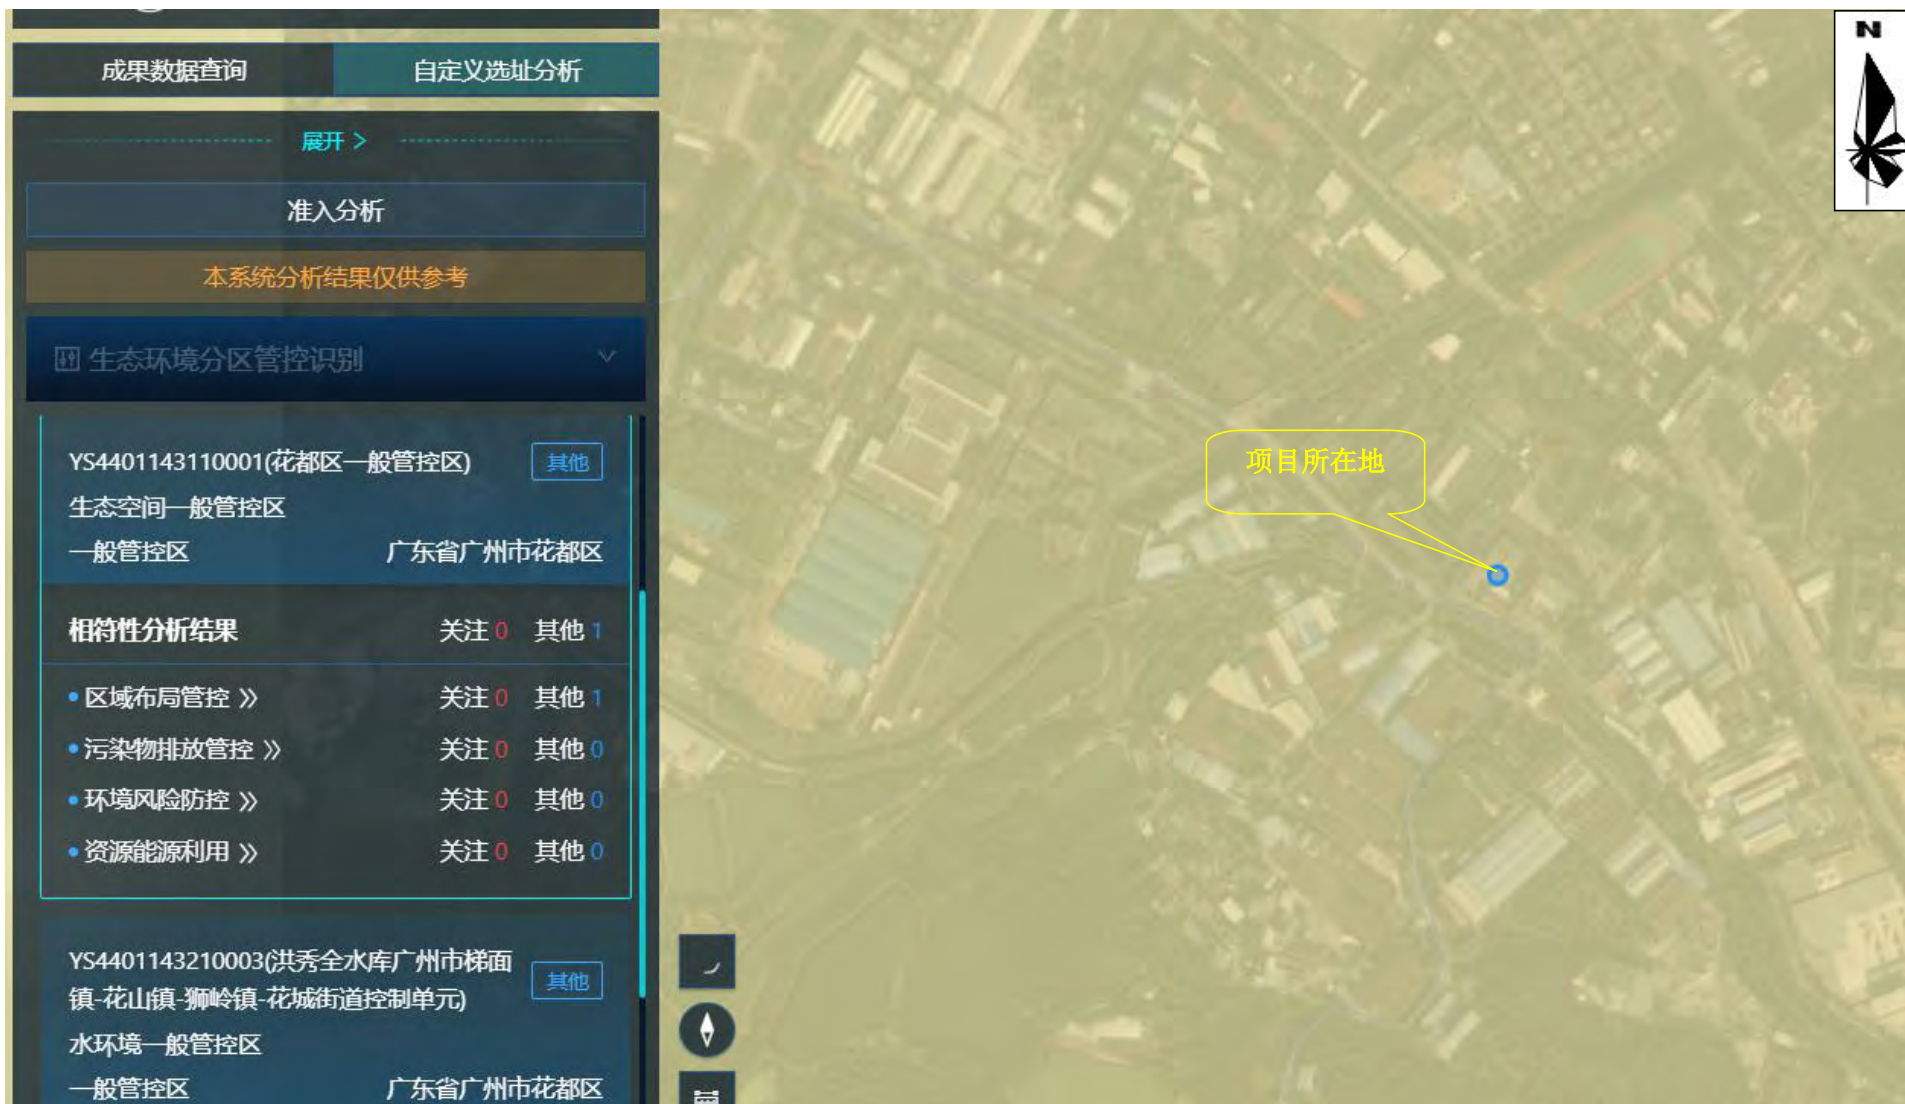 成果数据查询
自定义选址分析
展开 >
准入分析
本系统分析结果仅供参考
生态环境分区管控识别
YS4401143110001(花都区一般管控区)
其他
生态空间一般管控区
一般管控区
广东省广州市花都区
相符性分析结果 关注 0 其他 1
区域布局管控 关注 0 其他 1
污染物排放管控 关注 0 其他 0
环境风险防控 关注 0 其他 0
资源能源利用 关注 0 其他 0
YS4401143210003(洪秀全水库广州市梯面
镇-花山镇-狮岭镇-花城街道控制单元)
其他
水环境一般管控区
一般管控区
广东省广州市花都区
项目所在地
N